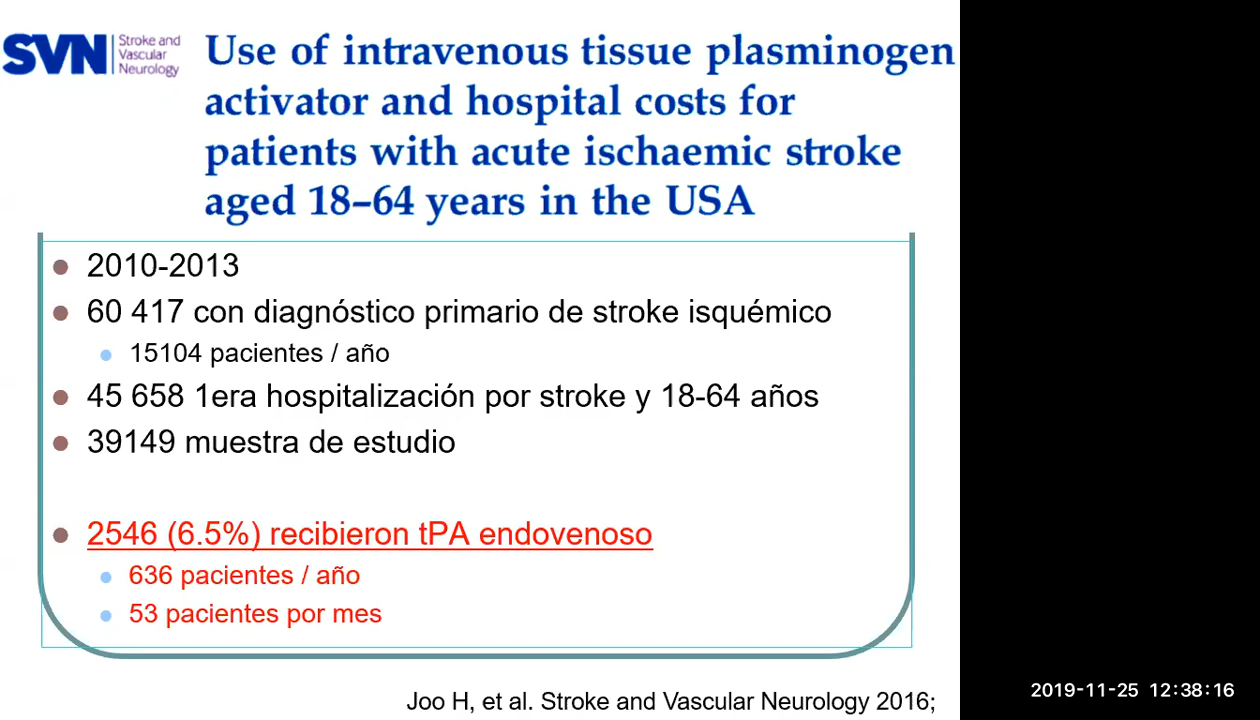 SVN
Stroke and
Vascular
Neurology
Use of intravenous tissue plasminogen
activator and hospital costs for
patients with acute ischaemic stroke
aged 18–64 years in the USA
2010-2013
60 417 con diagnóstico primario de stroke isquémico
15104 pacientes / año
45 658 1era hospitalización por stroke y 18-64 años
39149 muestra de estudio
2546 (6.5%) recibieron tPA endovenoso
636 pacientes / año
53 pacientes por mes
Joo H, et al. Stroke and Vascular Neurology 2016;
2019-11-25 12:38:16